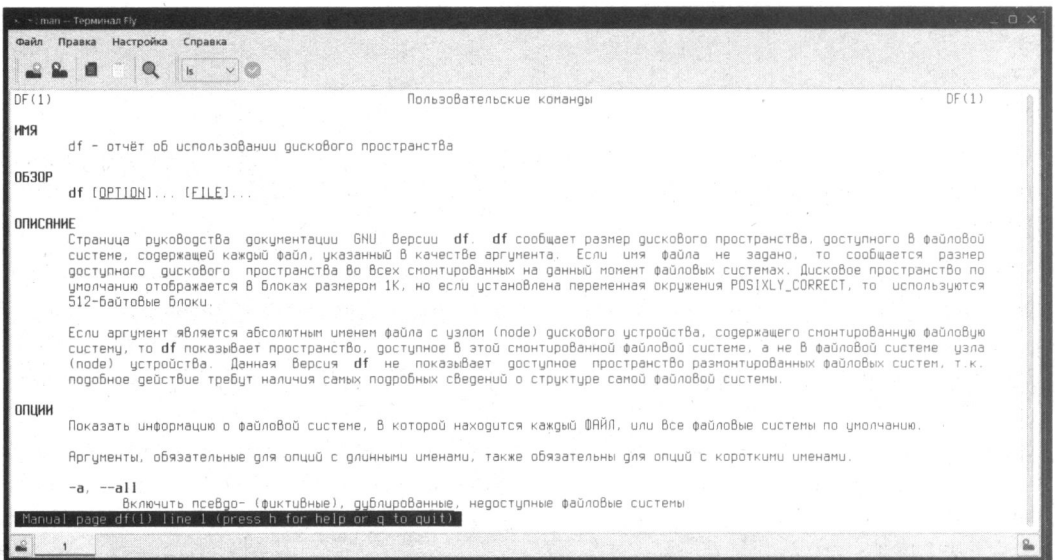 ~ : man — Терминал Fly
Файл Правка Настройка Справка
ls
DF(1) Пользовательские команды DF(1)
ИМЯ
df - отчёт об использовании дискового пространства
ОБЗОР
df [OPTION]... [FILE]...
ОПИСАНИЕ
Страница руководства документации GNU версии df. df сообщает размер дискового пространства, доступного в файловой
системе, содержащей каждый файл, указанный в качестве аргумента. Если имя файла не задано, то сообщается размер
доступного дискового пространства во всех смонтированных на данный момент файловых системах. Дисковое пространство по
умолчанию отображается в блоках размером 1K, но если установлена переменная окружения POSIXLY_CORRECT, то используются
512-байтовые блоки.
Если аргумент является абсолютным именем файла с узлом (node) дискового устройства, содержащего смонтированную файловую
систему, то df показывает пространство, доступное в этой смонтированной файловой системе, а не в файловой системе узла
(node) устройства. Данная версия df не показывает доступное пространство размонтированных файловых систем, т.к.
подобное действие требут наличия самых подробных сведений о структуре самой файловой системы.
ОПЦИИ
Показать информацию о файловой системе, в которой находится каждый ФАЙЛ, или все файловые системы по умолчанию.
Аргументы, обязательные для опций с длинными именами, также обязательны для опций с короткими именами.
-a, --all
Включить псевдо- (фиктивные), дублированные, недоступные файловые системы
Manual page df(1) line 1 (press h for help or q to quit)
1